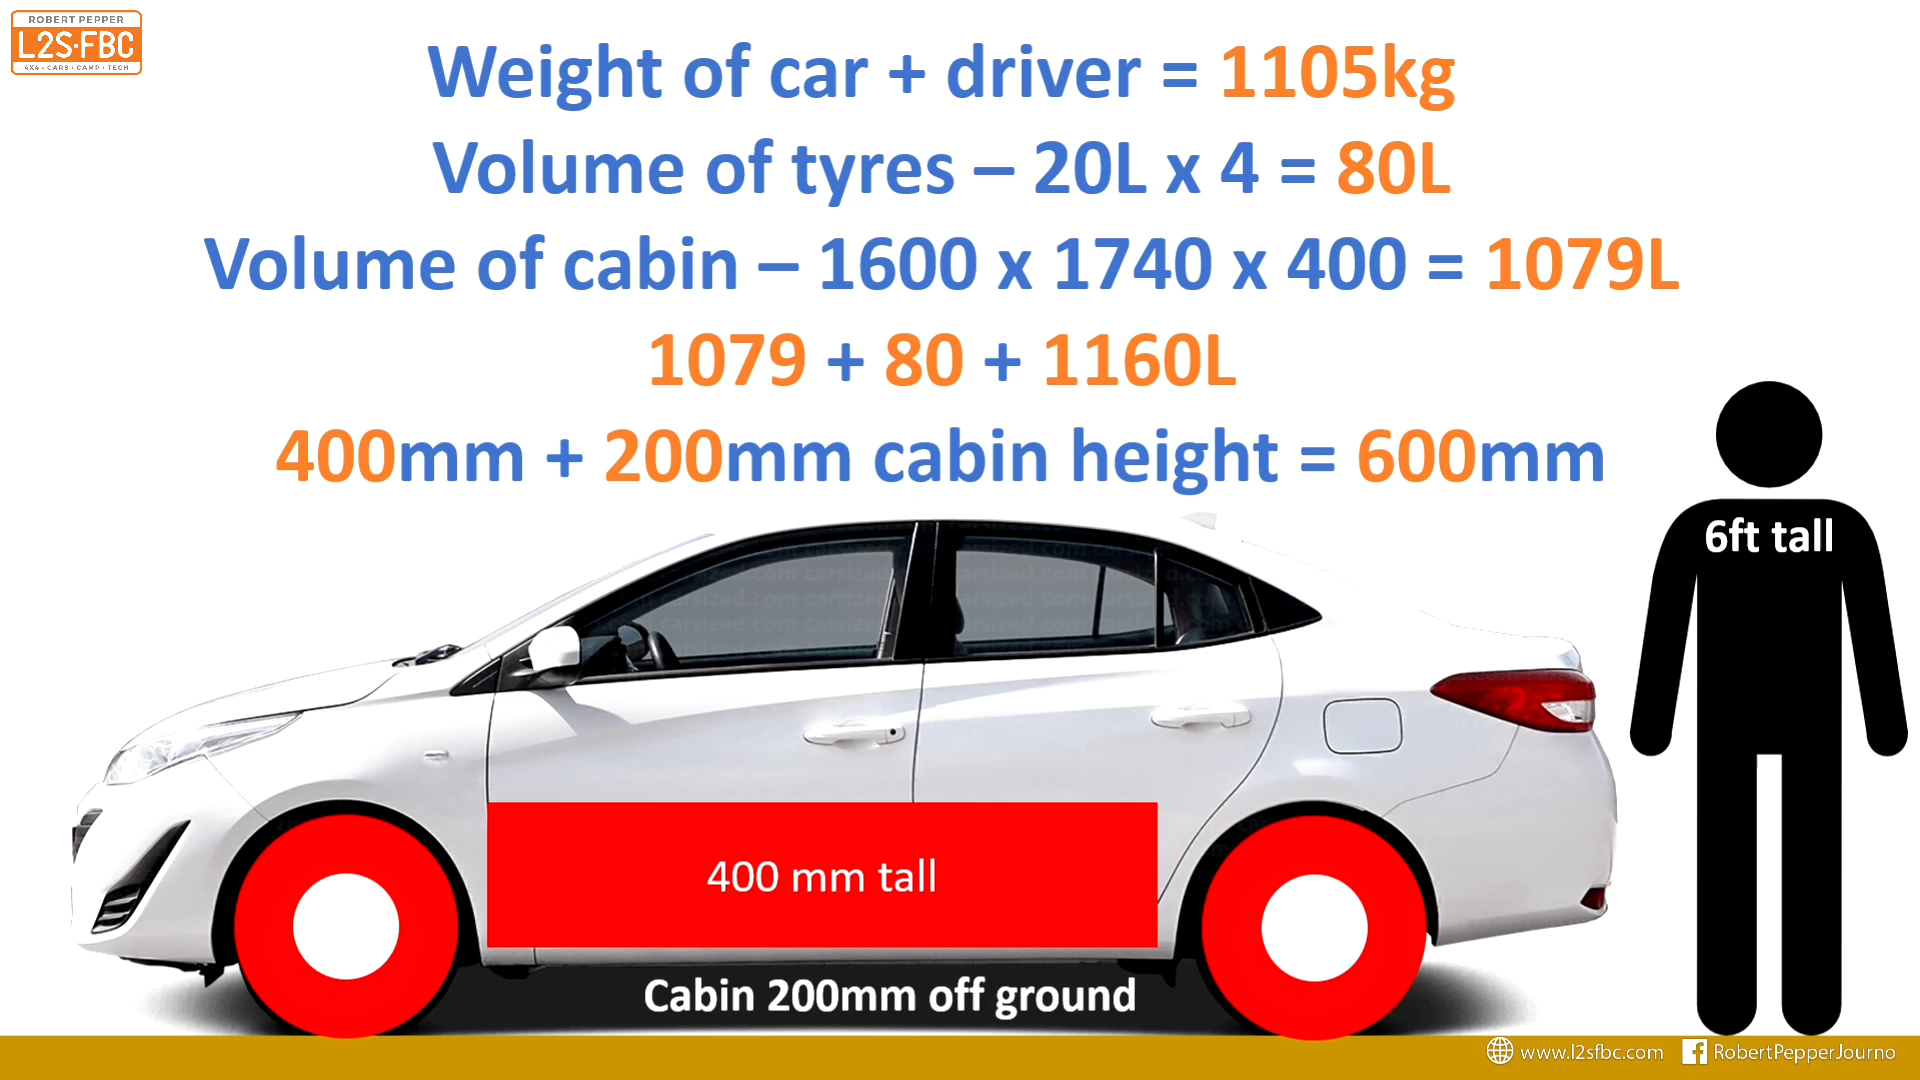 ROBERT PEPPER
L2S·FBC
4X4 • CARS • CAMP • TECH
Weight of car + driver = 1105kg
Volume of tyres – 20L x 4 = 80L
Volume of cabin – 1600 x 1740 x 400 = 1079L
1079 + 80 + 1160L
400mm + 200mm cabin height = 600mm
6ft tall
carsized.com
400 mm tall
Cabin 200mm off ground
www.l2sfbc.com
RobertPepperJourno